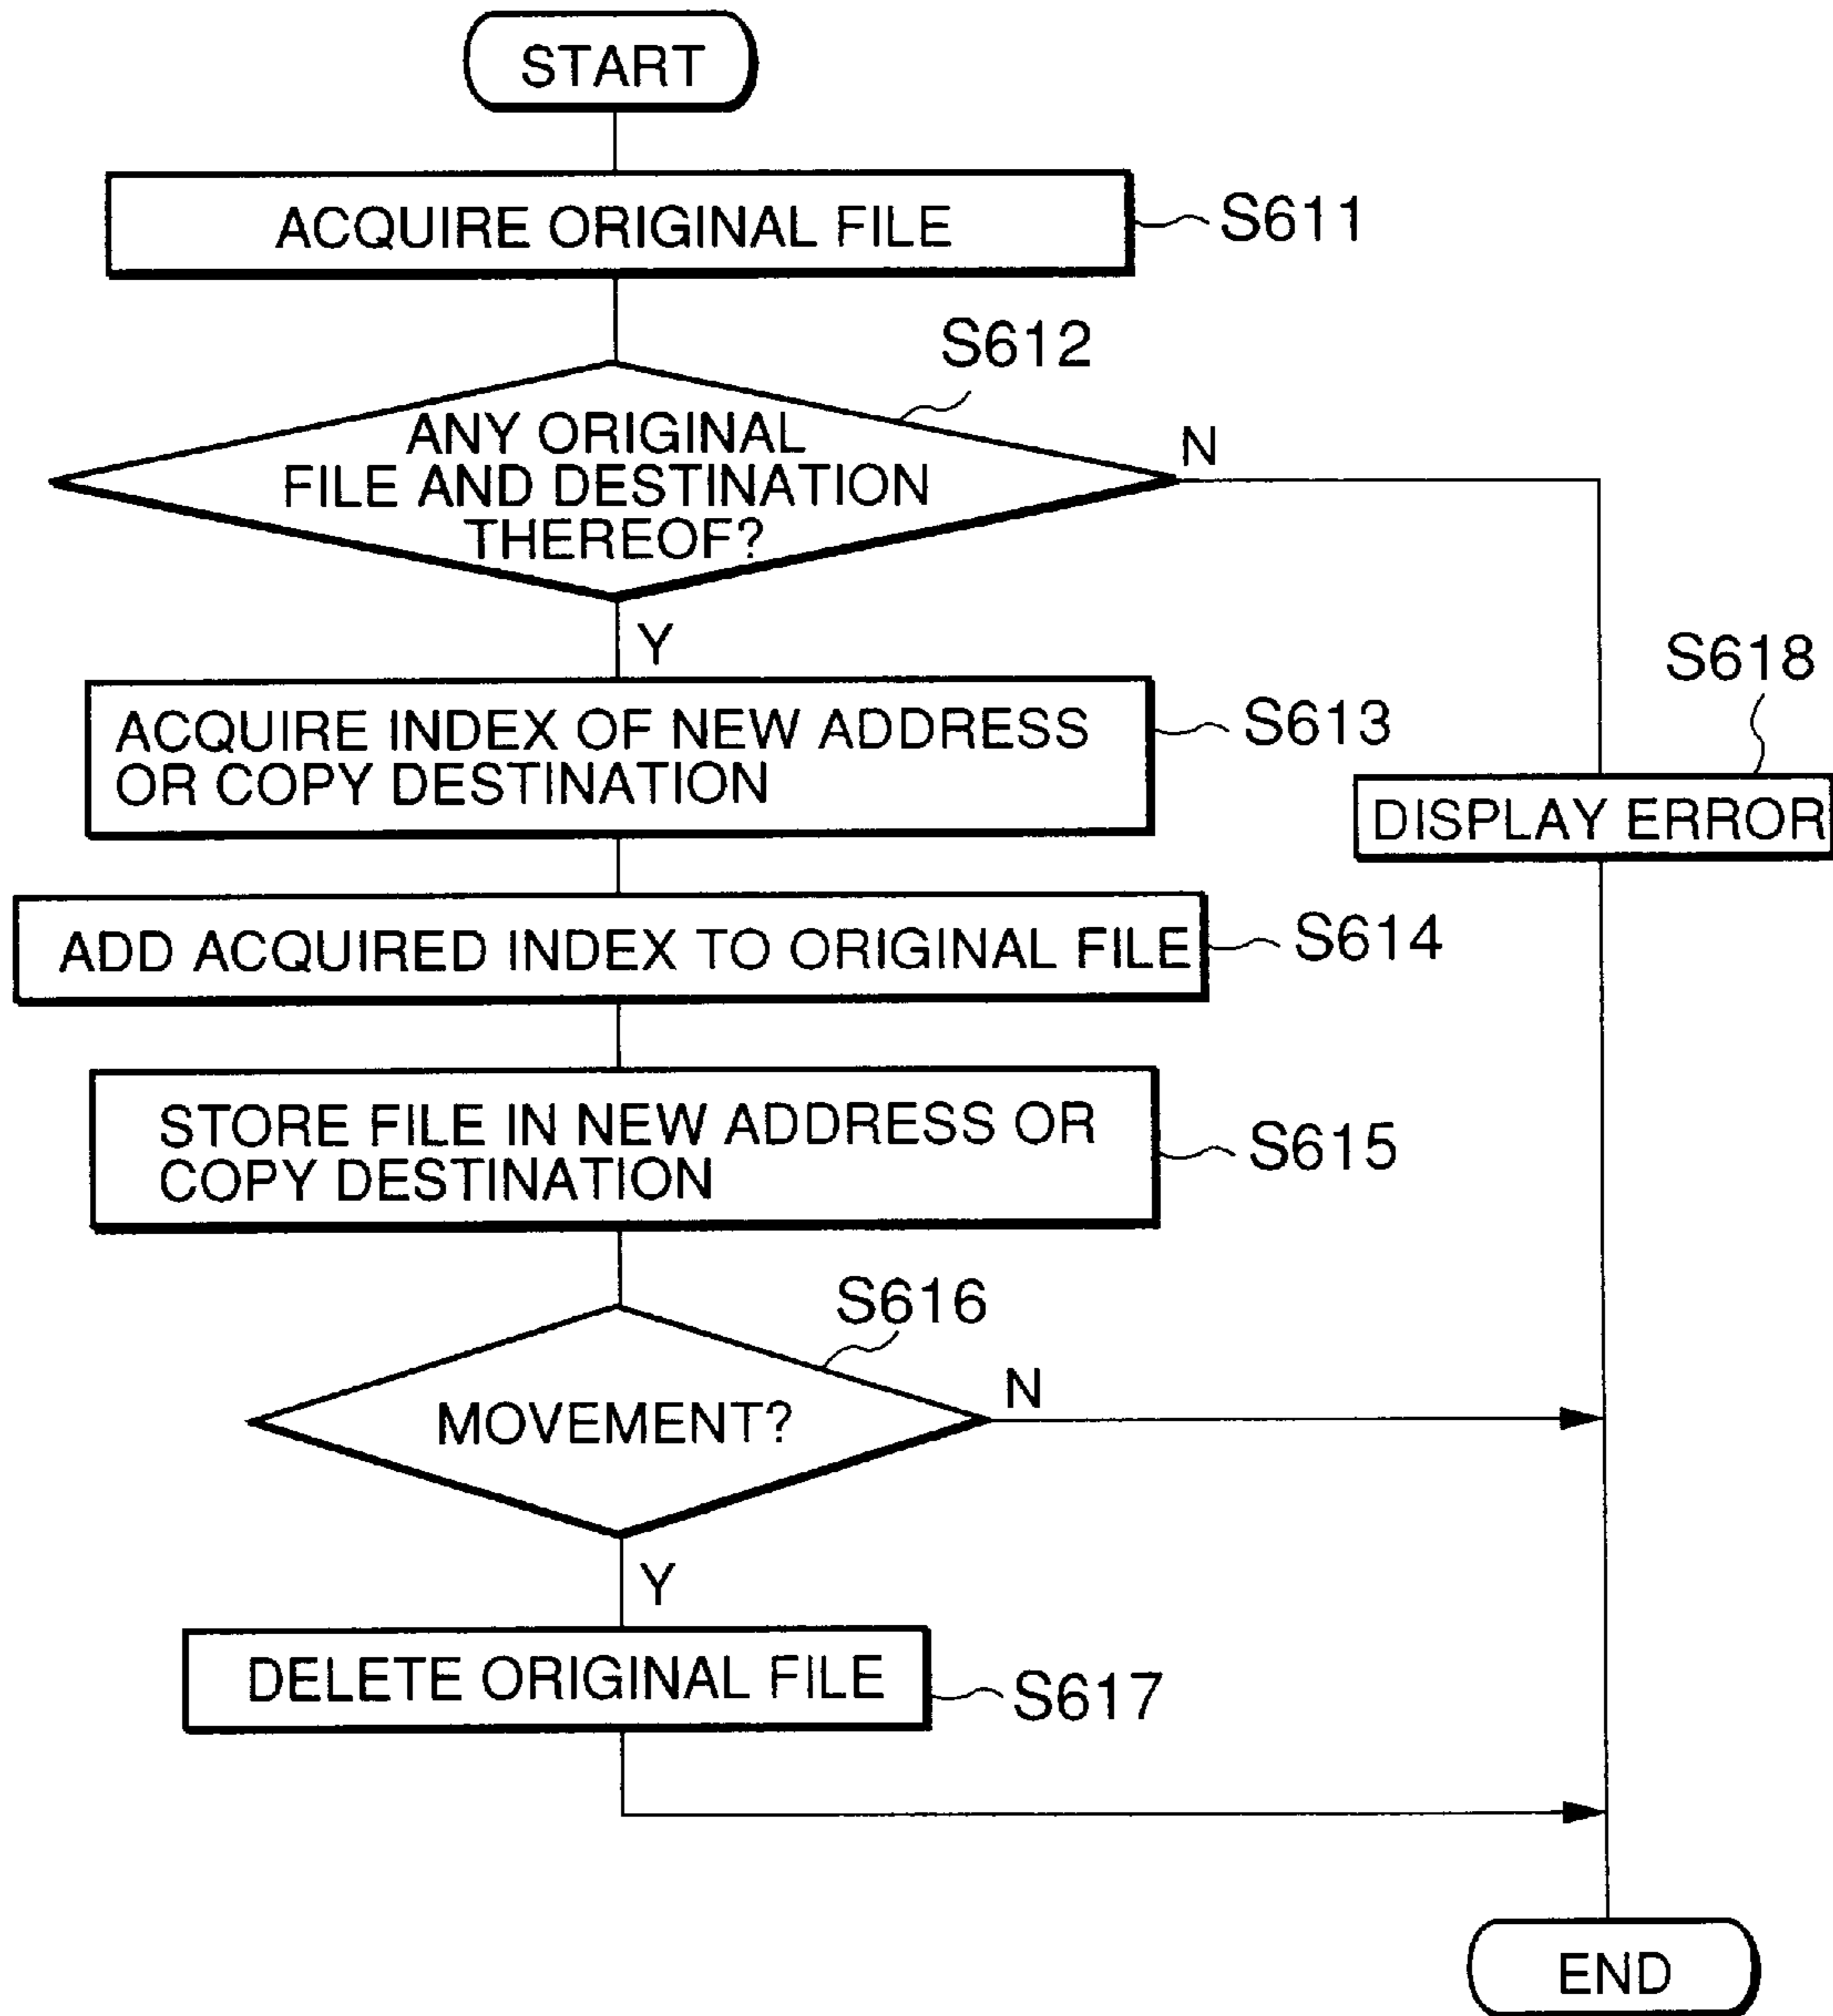 START
ACQUIRE ORIGINAL FILE
S611
S612
ANY ORIGINAL
FILE AND DESTINATION
THEREOF?
N
Y
S618
ACQUIRE INDEX OF NEW ADDRESS
OR COPY DESTINATION
S613
DISPLAY ERROR
ADD ACQUIRED INDEX TO ORIGINAL FILE
S614
STORE FILE IN NEW ADDRESS OR
COPY DESTINATION
S615
S616
MOVEMENT?
N
Y
DELETE ORIGINAL FILE
S617
END